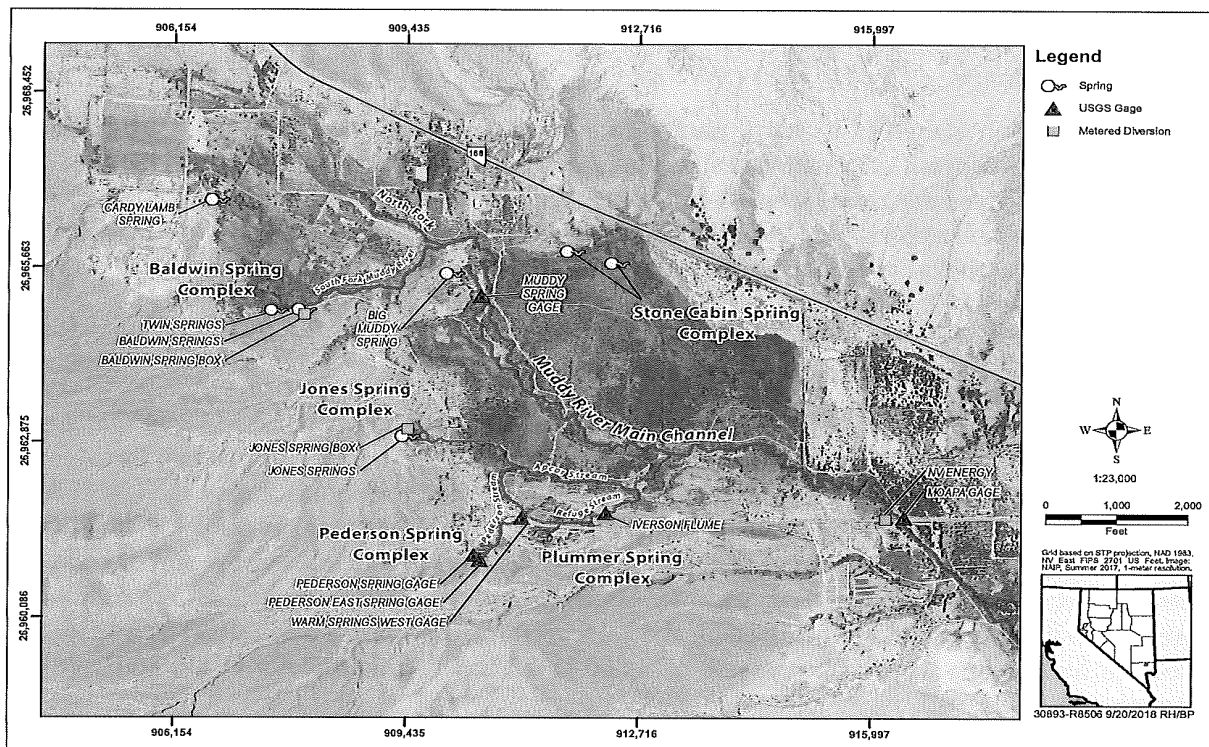 906,154
909,435
912,716
915,997
26,968,452
26,965,663
26,962,875
26,960,086
168
CARDY LAMB
SPRING
North Fork
Baldwin Spring
Complex
South Fork Muddy River
TWIN SPRINGS
BALDWIN SPRINGS
BALDWIN SPRING BOX
BIG
MUDDY
SPRING
MUDDY
SPRING
GAGE
Stone Cabin Spring
Complex
Muddy River Main Channel
Jones Spring
Complex
JONES SPRING BOX
JONES SPRINGS
Apcar Stream
Pederson Stream
Refuge Stream
NV ENERGY
MOAPA GAGE
IVERSON FLUME
Pederson Spring
Complex
Plummer Spring
Complex
PEDERSON SPRING GAGE
PEDERSON EAST SPRING GAGE
WARM SPRINGS WEST GAGE
906,154
909,435
912,716
915,997
Legend
Spring
USGS Gage
Metered Diversion
N
W
E
S
1:23,000
0
1,000
2,000
Feet
Grid based on STP projection, NAD 1983,
NV East FIPS 2701 US Feet. Image:
NAIP, Summer 2017, 1-meter resolution.
30893-R8506 9/20/2018 RH/BP